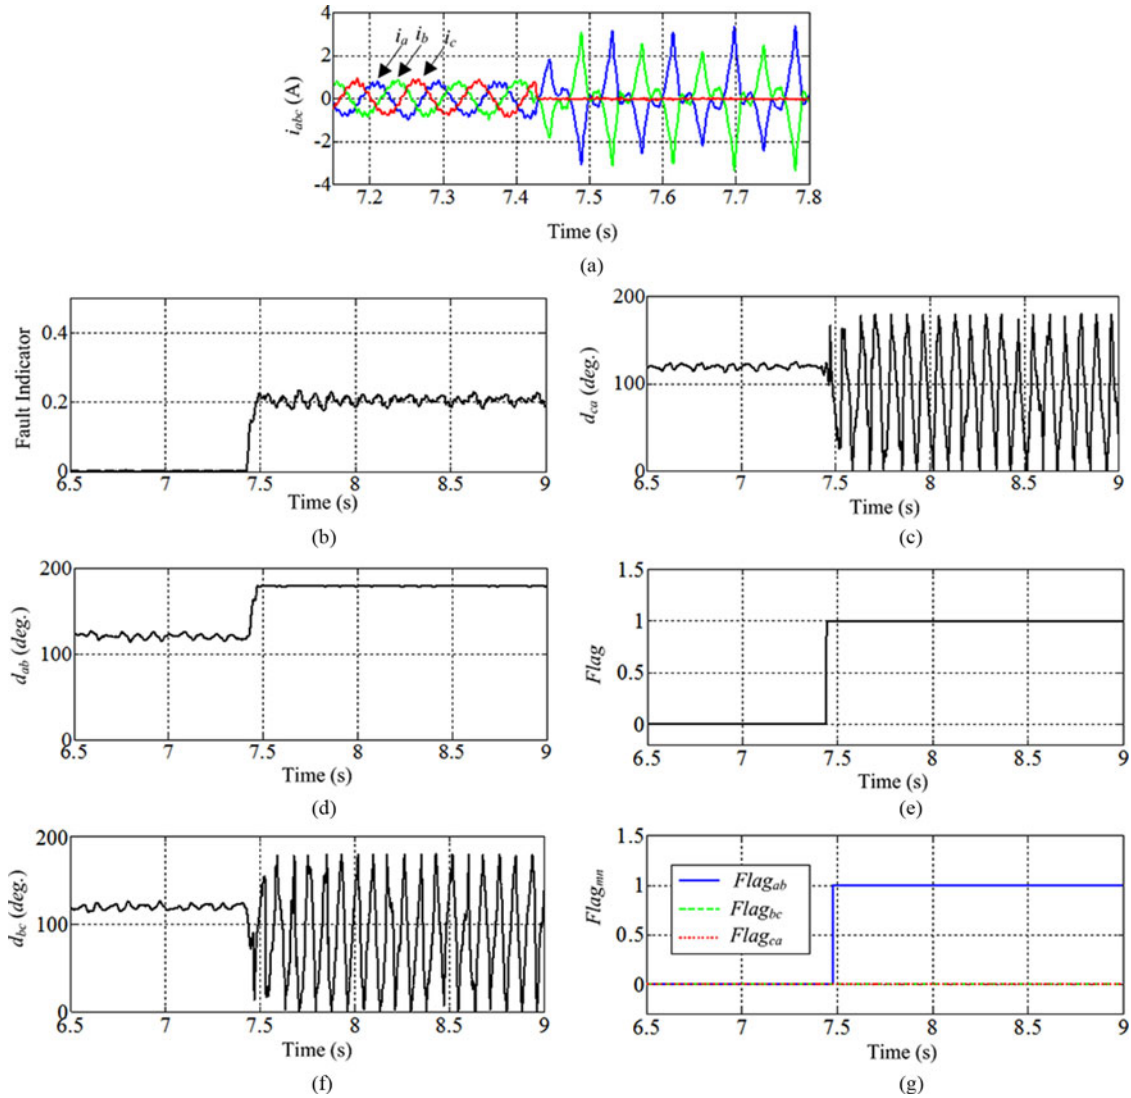 4
2
0
-2
-4
i_abc (A)
i_a i_b i_c
7.2 7.3 7.4 7.5 7.6 7.7 7.8
Time (s)
(a)
0.4
0.2
0
Fault Indicator
6.5 7 7.5 8 8.5 9
Time (s)
(b)
200
100
0
d_ca (deg.)
6.5 7 7.5 8 8.5 9
Time (s)
(c)
200
100
0
d_ab (deg.)
6.5 7 7.5 8 8.5 9
Time (s)
(d)
1.5
1
0.5
0
Flag
6.5 7 7.5 8 8.5 9
Time (s)
(e)
200
100
0
d_bc (deg.)
6.5 7 7.5 8 8.5 9
Time (s)
(f)
1.5
1
0.5
0
Flag_mn
Flag_ab
Flag_bc
Flag_ca
6.5 7 7.5 8 8.5 9
Time (s)
(g)